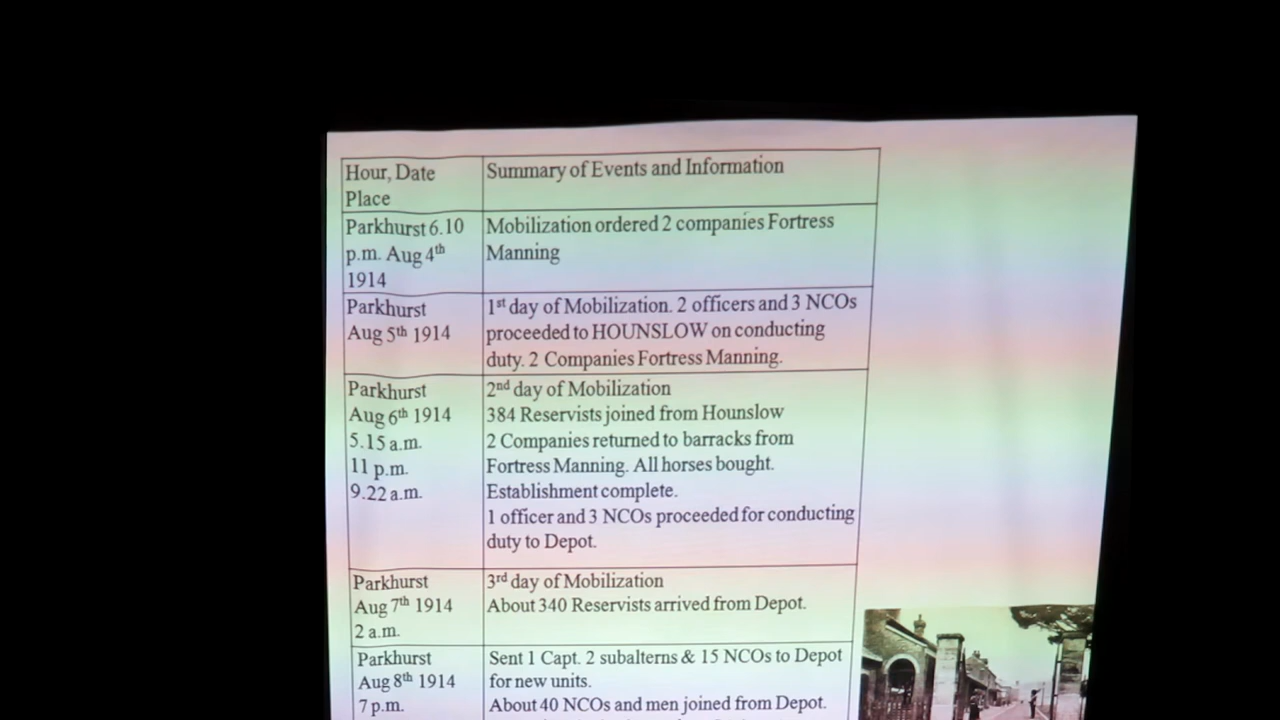 Hour, Date
Place
Summary of Events and Information
Parkhurst 6.10
p.m. Aug 4th
1914
Mobilization ordered 2 companies Fortress
Manning
Parkhurst
Aug 5th 1914
1st day of Mobilization. 2 officers and 3 NCOs
proceeded to HOUNSLOW on conducting
duty. 2 Companies Fortress Manning.
Parkhurst
Aug 6th 1914
5.15 a.m.
11 p.m.
9.22 a.m.
2nd day of Mobilization
384 Reservists joined from Hounslow
2 Companies returned to barracks from
Fortress Manning. All horses bought.
Establishment complete.
1 officer and 3 NCOs proceeded for conducting
duty to Depot.
Parkhurst
Aug 7th 1914
2 a.m.
3rd day of Mobilization
About 340 Reservists arrived from Depot.
Parkhurst
Aug 8th 1914
7 p.m.
Sent 1 Capt. 2 subalterns & 15 NCOs to Depot
for new units.
About 40 NCOs and men joined from Depot.